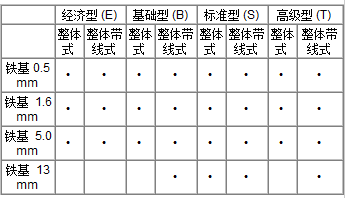 经济型 (E) 基础型 (B) 标准型 (S) 高级型 (T)
整体 整体带 整体 整体带 整体 整体带 整体 整体带
式 线式 式 线式 式 线式 式 线式
铁基 0.5 • • • • • • • •
mm
铁基 1.6 • • • • • • • •
mm
铁基 5.0 • • • • • • • •
mm
铁基 13 • • • •
mm